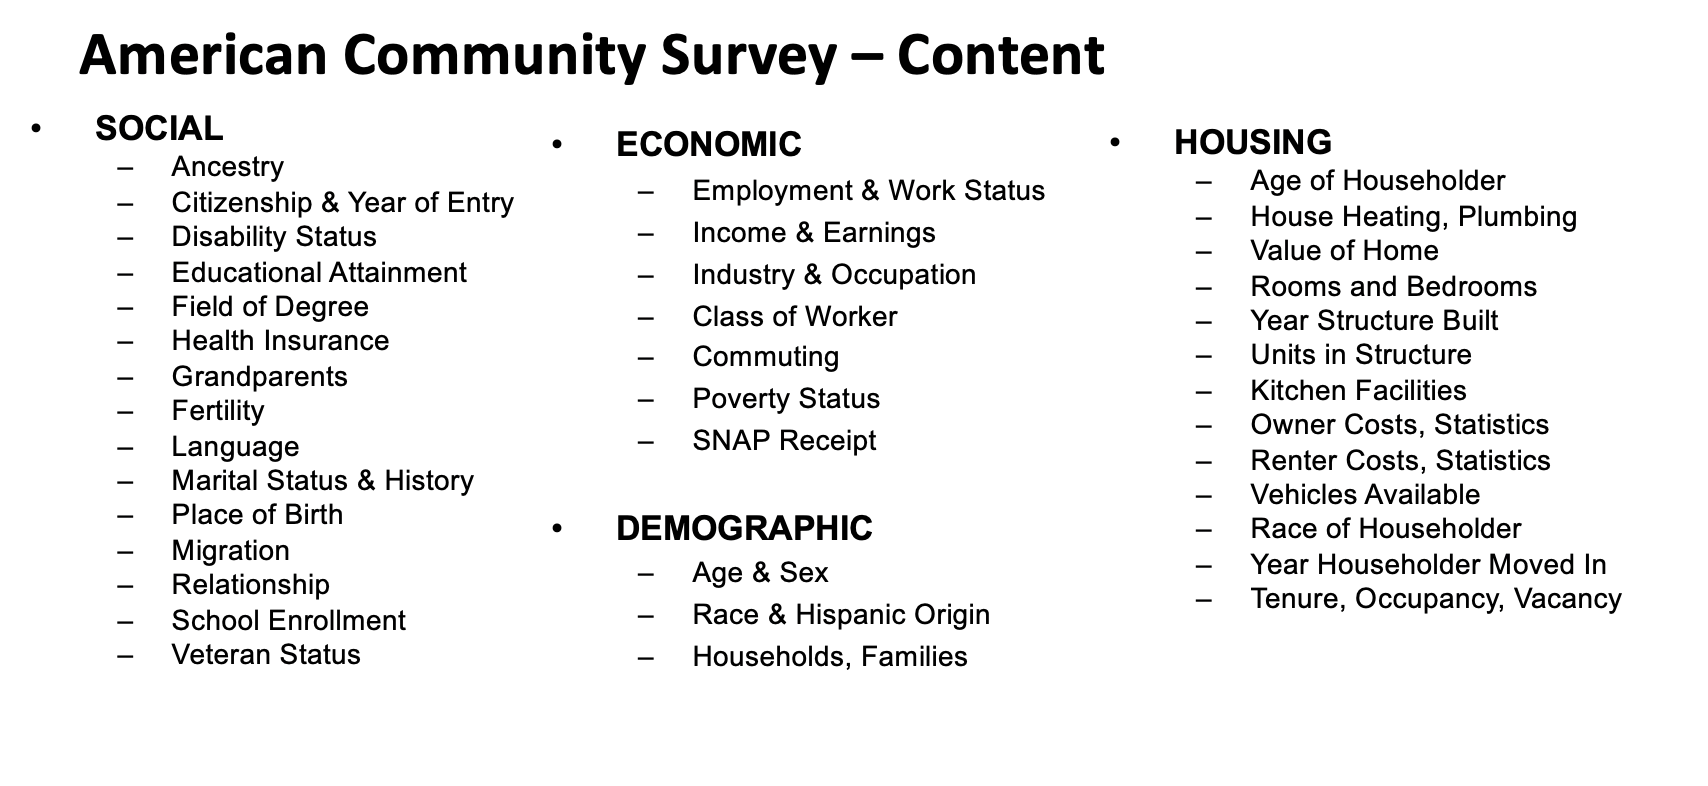 American Community Survey – Content
• SOCIAL
– Ancestry
– Citizenship & Year of Entry
– Disability Status
– Educational Attainment
– Field of Degree
– Health Insurance
– Grandparents
– Fertility
– Language
– Marital Status & History
– Place of Birth
– Migration
– Relationship
– School Enrollment
– Veteran Status
• ECONOMIC
– Employment & Work Status
– Income & Earnings
– Industry & Occupation
– Class of Worker
– Commuting
– Poverty Status
– SNAP Receipt
• DEMOGRAPHIC
– Age & Sex
– Race & Hispanic Origin
– Households, Families
• HOUSING
– Age of Householder
– House Heating, Plumbing
– Value of Home
– Rooms and Bedrooms
– Year Structure Built
– Units in Structure
– Kitchen Facilities
– Owner Costs, Statistics
– Renter Costs, Statistics
– Vehicles Available
– Race of Householder
– Year Householder Moved In
– Tenure, Occupancy, Vacancy